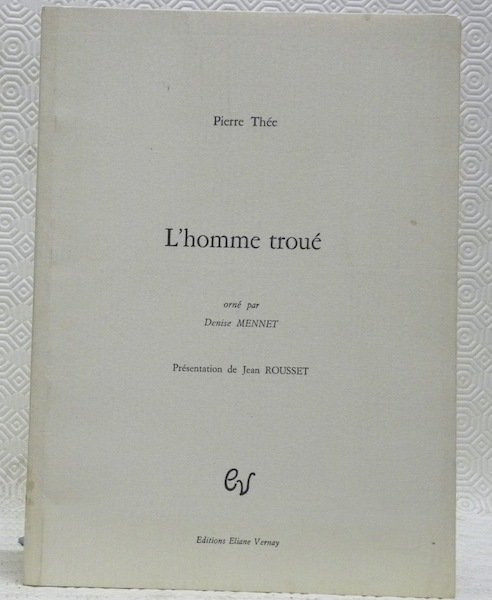 Pierre Thée
L'homme troué
orné par
Denise MENNET
Présentation de Jean ROUSSET
ev
Editions Eliane Vernay